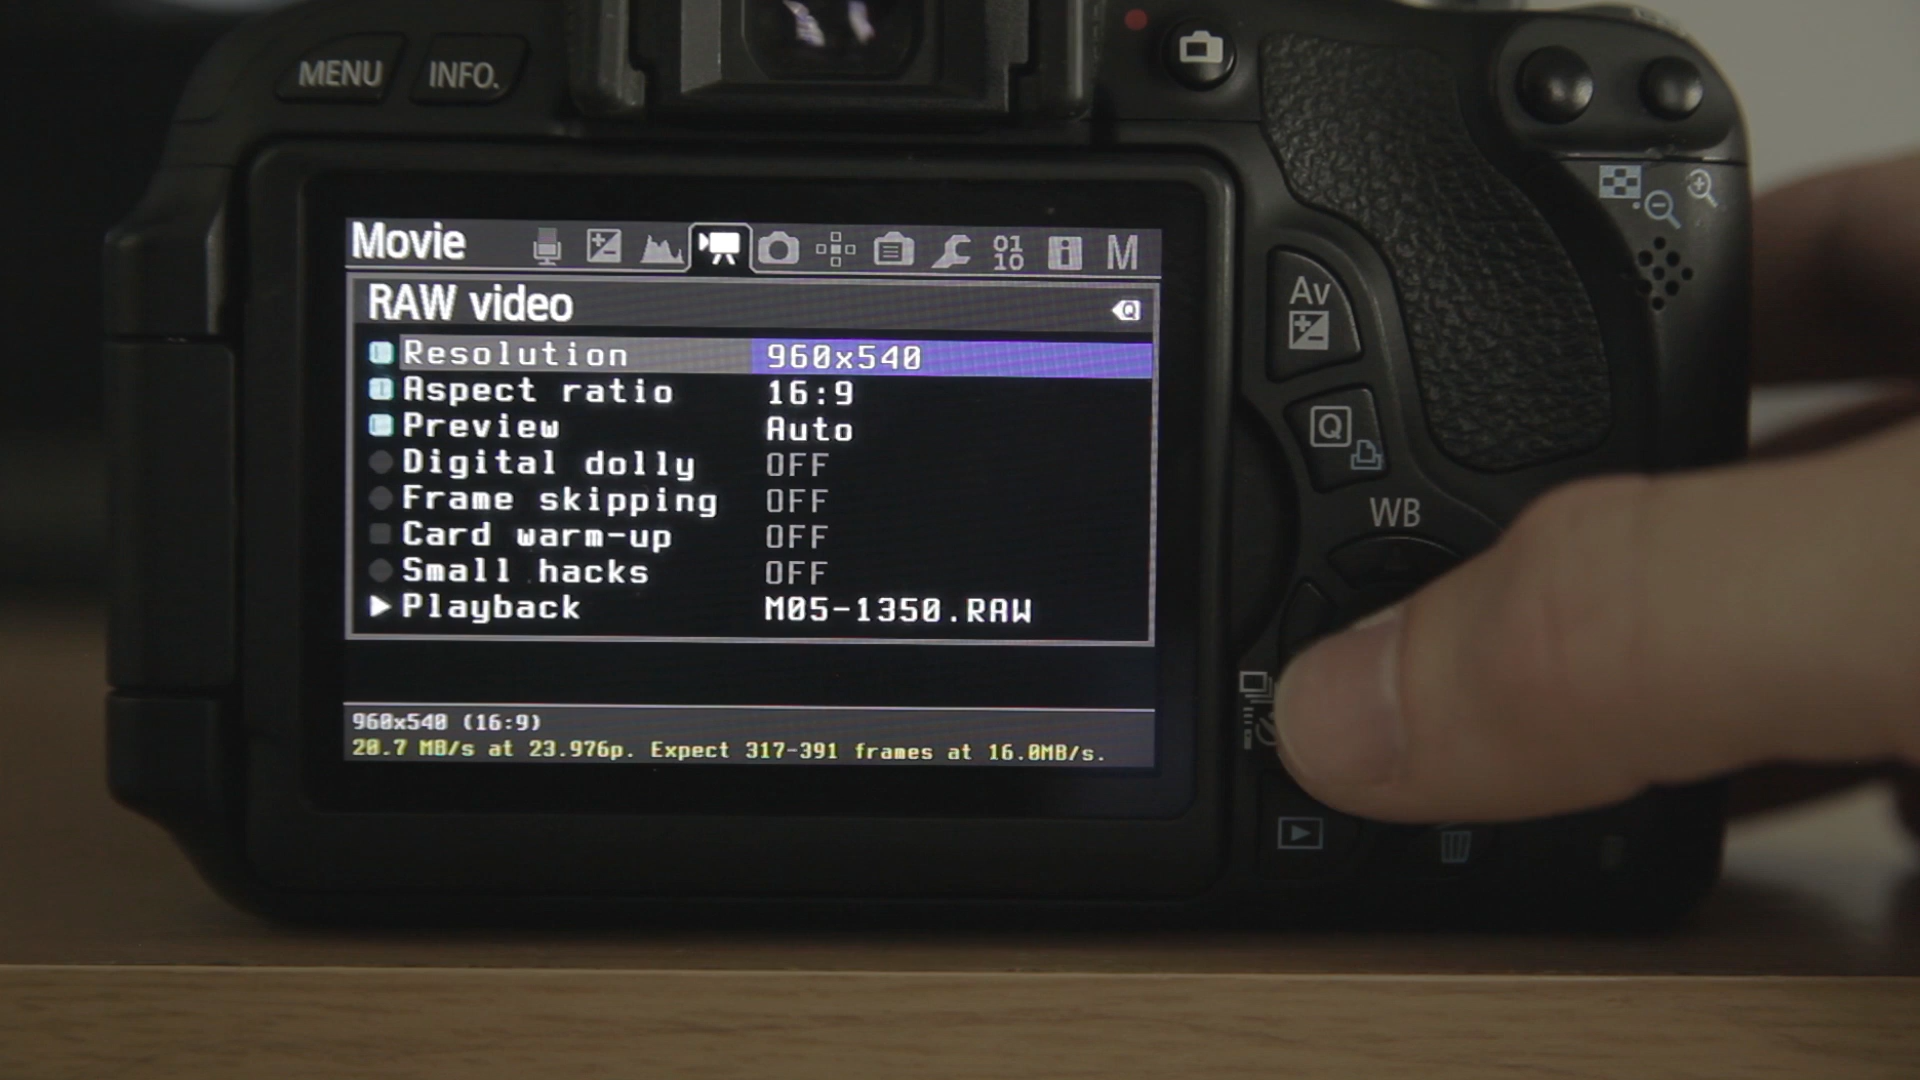 MENU INFO.
Movie 01 10 M
RAW video Q
Resolution 960x540
Aspect ratio 16:9
Preview Auto
Digital dolly OFF
Frame skipping OFF
Card warm-up OFF
Small hacks OFF
Playback M05-1350.RAW
960x540 (16:9)
20.7 MB/s at 23.976p. Expect 317-391 frames at 16.0MB/s.
Av
Q
WB